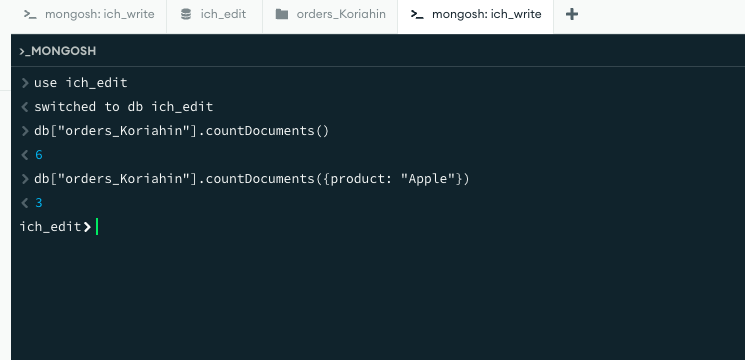 mongosh: ich_write
ich_edit
orders_Koriahin
mongosh: ich_write
>_MONGOSH
> use ich_edit
< switched to db ich_edit
> db["orders_Koriahin"].countDocuments()
< 6
> db["orders_Koriahin"].countDocuments({product: "Apple"})
< 3
ich_edit>